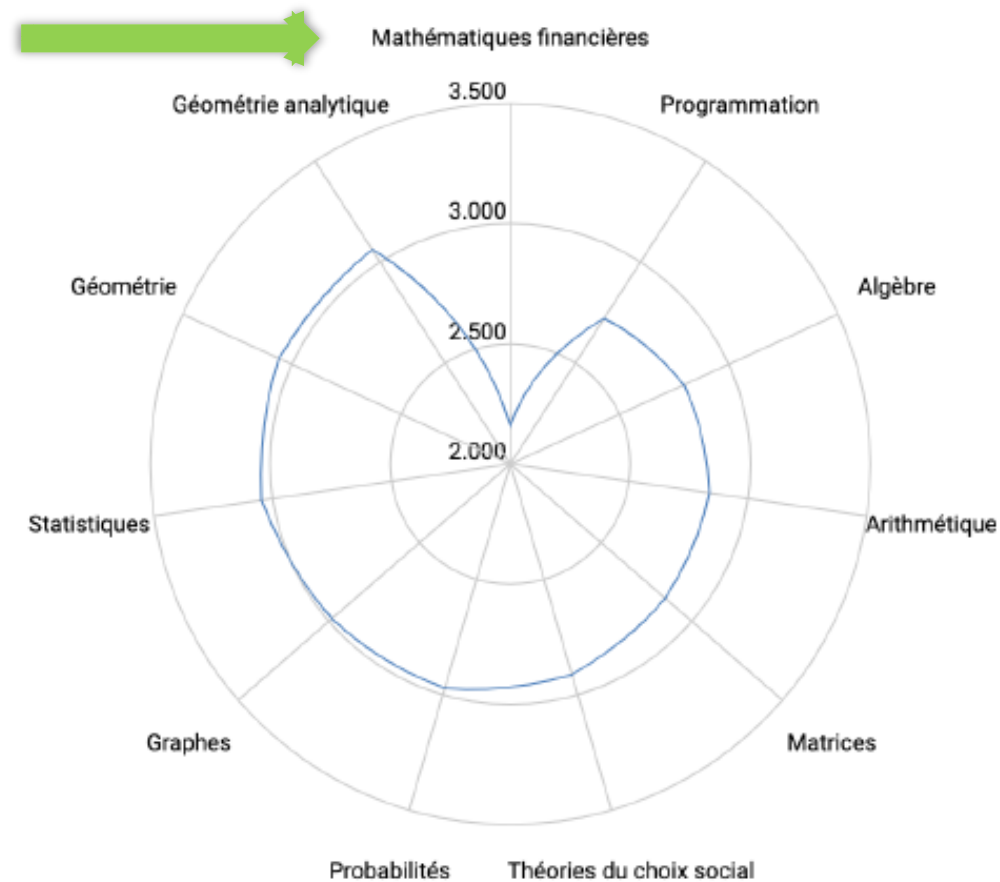 Mathématiques financières
Géométrie analytique
3.500
Programmation
3.000
Géométrie
Algèbre
2.500
2.000
Statistiques
Arithmétique
Graphes
Matrices
Probabilités
Théories du choix social